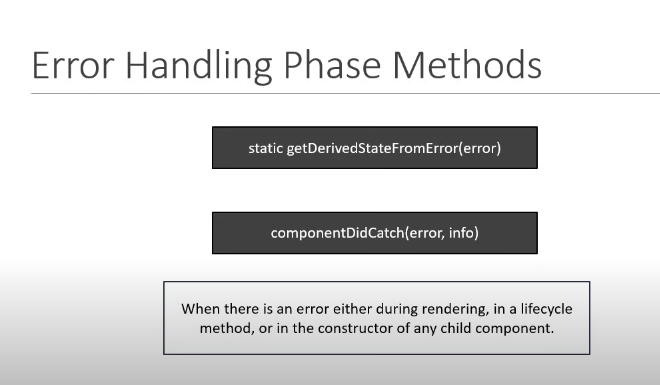 Error Handling Phase Methods
static getDerivedStateFromError(error)
componentDidCatch(error, info)
When there is an error either during rendering, in a lifecycle
method, or in the constructor of any child component.